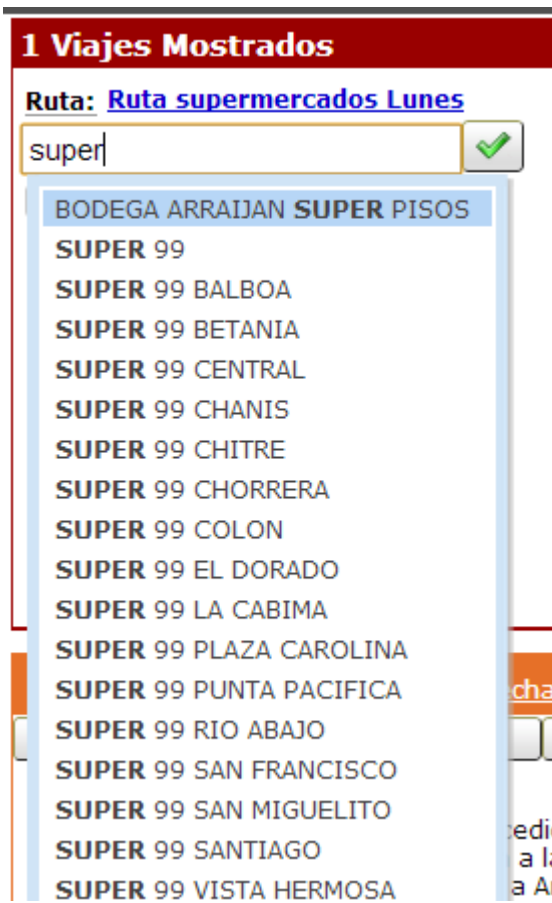 1 Viajes Mostrados
Ruta: Ruta supermercados Lunes
super
BODEGA ARRAIJAN SUPER PISOS
SUPER 99
SUPER 99 BALBOA
SUPER 99 BETANIA
SUPER 99 CENTRAL
SUPER 99 CHANIS
SUPER 99 CHITRE
SUPER 99 CHORRERA
SUPER 99 COLON
SUPER 99 EL DORADO
SUPER 99 LA CABIMA
SUPER 99 PLAZA CAROLINA
SUPER 99 PUNTA PACIFICA
SUPER 99 RIO ABAJO
SUPER 99 SAN FRANCISCO
SUPER 99 SAN MIGUELITO
SUPER 99 SANTIAGO
SUPER 99 VISTA HERMOSA